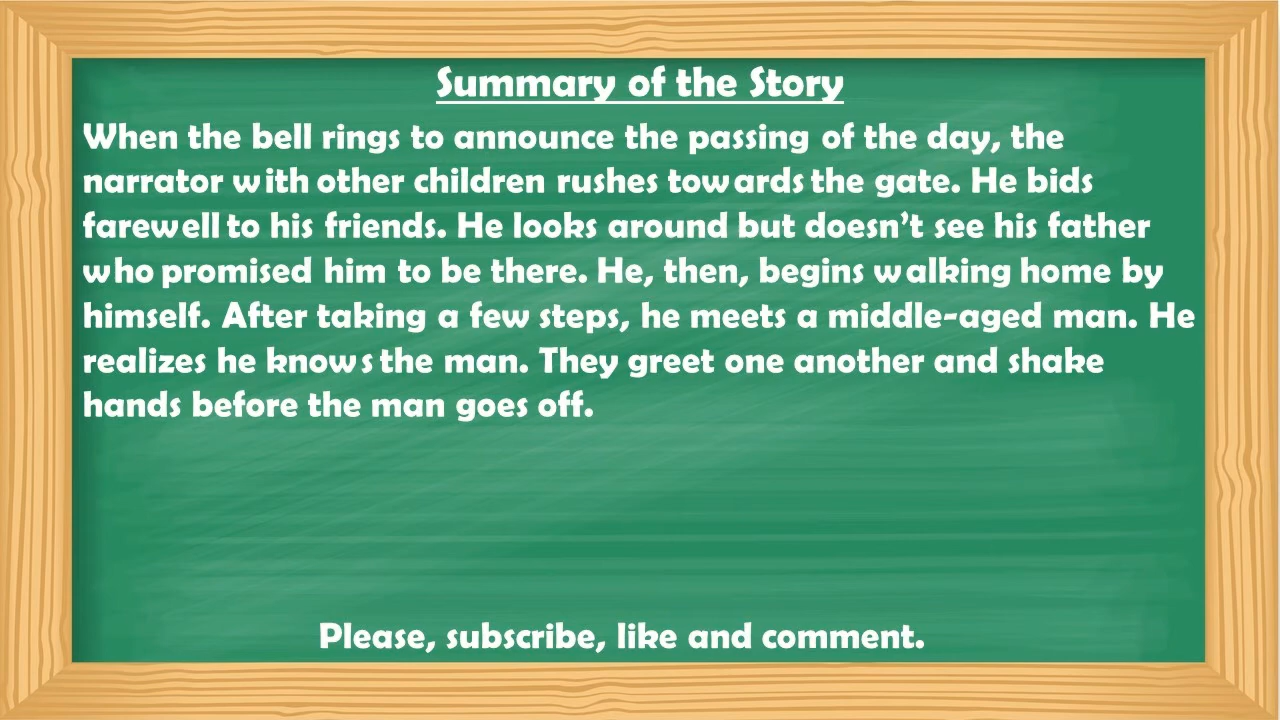 Summary of the Story
When the bell rings to announce the passing of the day, the
narrator with other children rushes towards the gate. He bids
farewell to his friends. He looks around but doesn’t see his father
who promised him to be there. He, then, begins walking home by
himself. After taking a few steps, he meets a middle-aged man. He
realizes he knows the man. They greet one another and shake
hands before the man goes off.
Please, subscribe, like and comment.